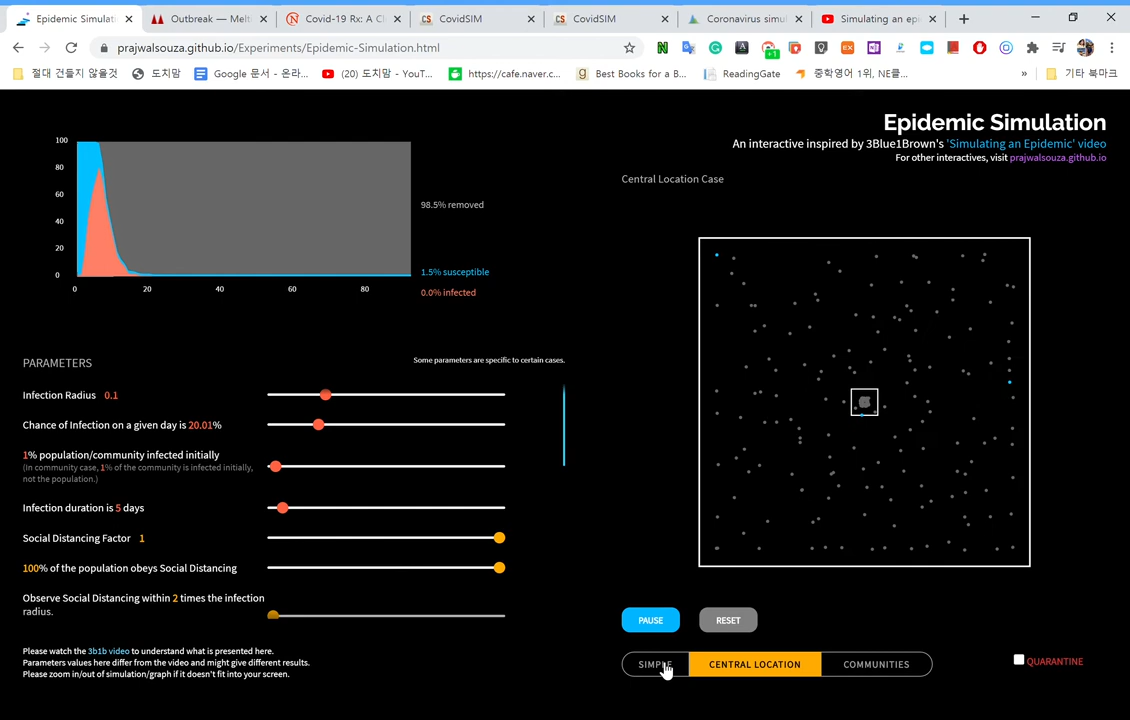 Epidemic Simulati
Outbreak — Melt
Covid-19 Rx: A Cl
CovidSIM
CovidSIM
Coronavirus simul
Simulating an epi
prajwalsouza.github.io/Experiments/Epidemic-Simulation.html
절대 건들지 않을것
도치맘
Google 문서 - 온라...
(20) 도치맘 - YouT...
https://cafe.naver.c...
Best Books for a B...
ReadingGate
중학영어 1위, NE클...
»
기타 북마크
Epidemic Simulation
An interactive inspired by 3Blue1Brown's 'Simulating an Epidemic' video
For other interactives, visit prajwalsouza.github.io
100
80
60
40
20
0
0
20
40
60
80
98.5% removed
1.5% susceptible
0.0% infected
Central Location Case
PARAMETERS
Some parameters are specific to certain cases.
Infection Radius 0.1
Chance of Infection on a given day is 20.01%
1% population/community infected initially
(In community case, 1% of the community is infected initially,
not the population.)
Infection duration is 5 days
Social Distancing Factor 1
100% of the population obeys Social Distancing
Observe Social Distancing within 2 times the infection
radius.
Please watch the 3b1b video to understand what is presented here.
Parameters values here differ from the video and might give different results.
Please zoom in/out of simulation/graph if it doesn't fit into your screen.
PAUSE
RESET
SIMPLE
CENTRAL LOCATION
COMMUNITIES
QUARANTINE